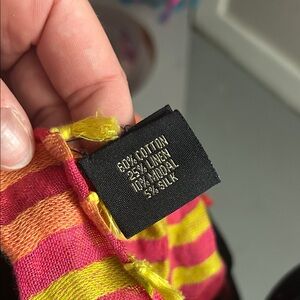 60% COTTON
25% LINEN
10% MODAL
5% SILK